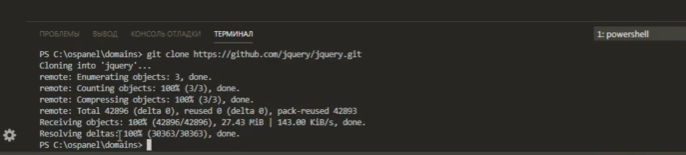 ПРОБЛЕМЫ ВЫВОД КОНСОЛЬ ОТЛАДКИ ТЕРМИНАЛ 1: powershell
PS C:\ospanel\domains> git clone https://github.com/jquery/jquery.git
Cloning into 'jquery'...
remote: Enumerating objects: 3, done.
remote: Counting objects: 100% (3/3), done.
remote: Compressing objects: 100% (3/3), done.
remote: Total 42896 (delta 0), reused 0 (delta 0), pack-reused 42893
Receiving objects: 100% (42896/42896), 27.43 MiB | 143.00 KiB/s, done.
Resolving deltas: 100% (30363/30363), done.
PS C:\ospanel\domains>